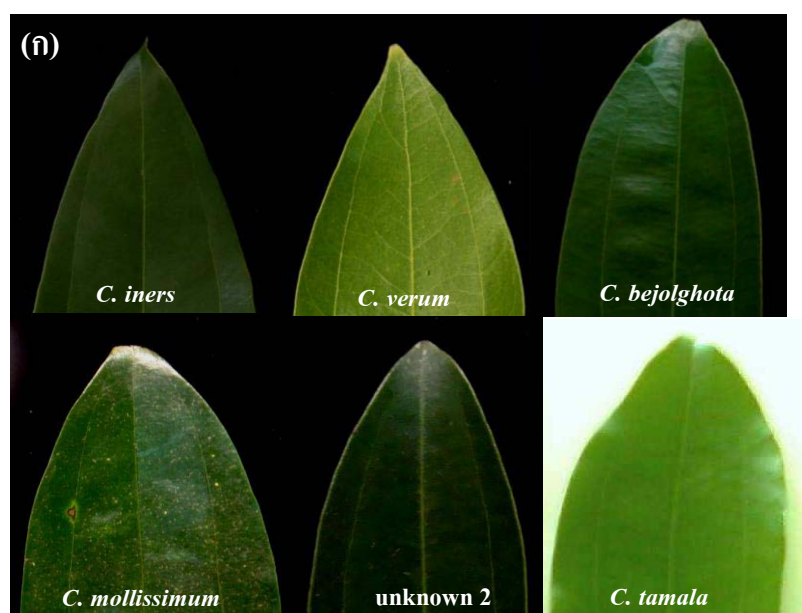 (ก)
C. iners
C. verum
C. bejolghota
C. mollissimum
unknown 2
C. tamala